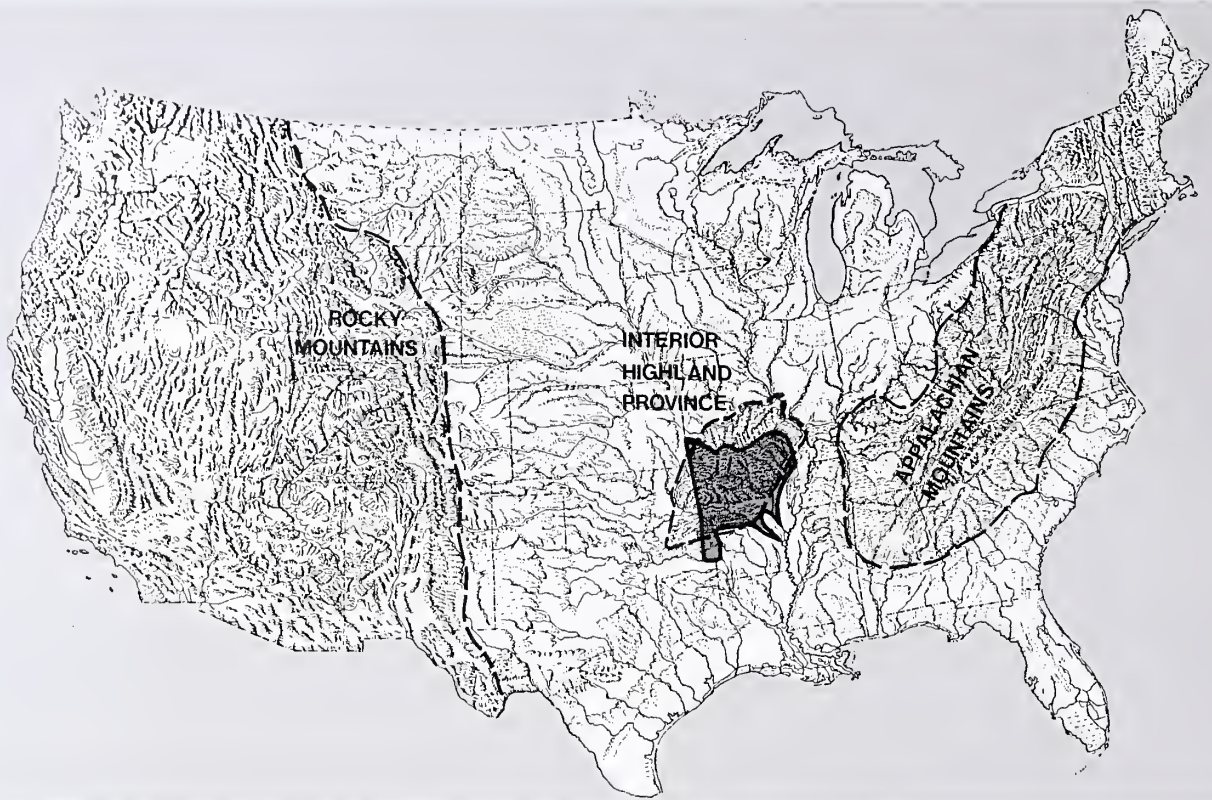 ROCKY
MOUNTAINS
INTERIOR
HIGHLAND
PROVINCE
APPALACHIAN
MOUNTAINS